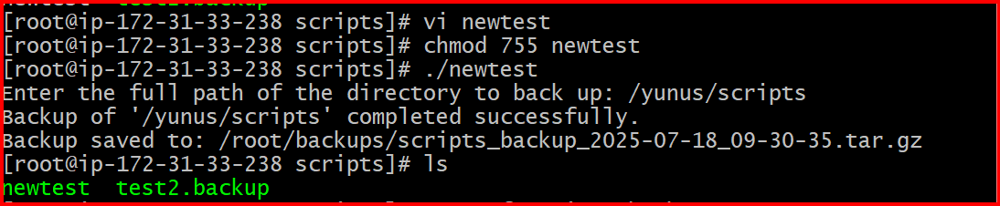 newtest  test2.backup
[root@ip-172-31-33-238 scripts]# vi newtest
[root@ip-172-31-33-238 scripts]# chmod 755 newtest
[root@ip-172-31-33-238 scripts]# ./newtest
Enter the full path of the directory to back up: /yunus/scripts
Backup of '/yunus/scripts' completed successfully.
Backup saved to: /root/backups/scripts_backup_2025-07-18_09-30-35.tar.gz
[root@ip-172-31-33-238 scripts]# ls
newtest  test2.backup